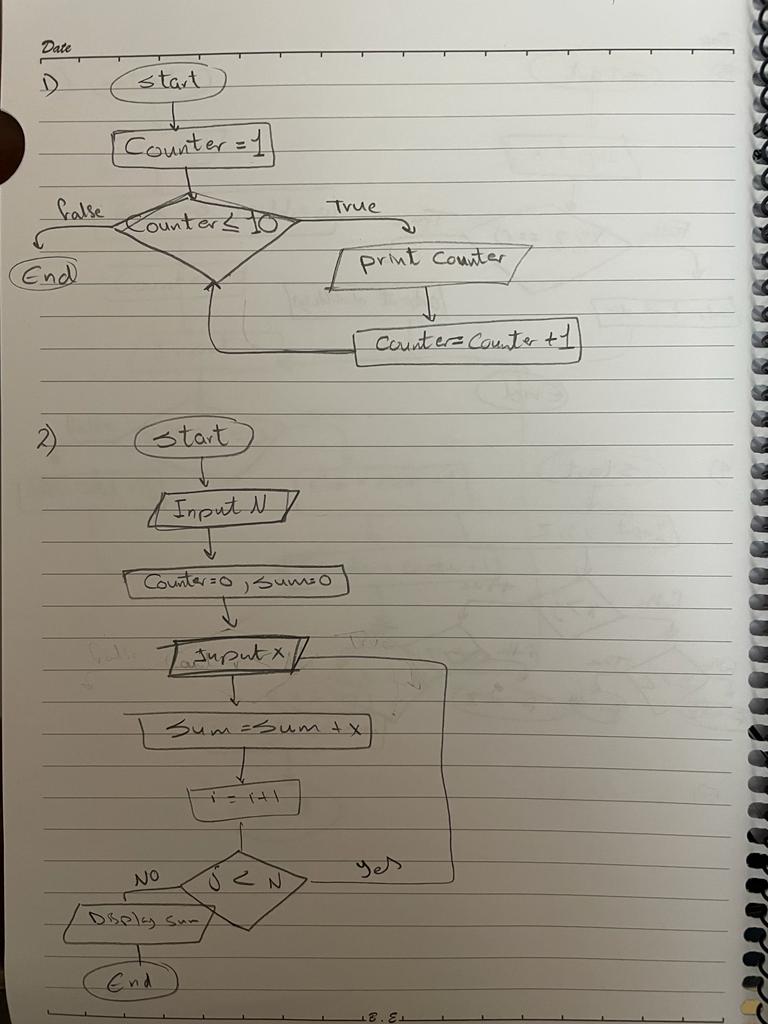 Date
1)
start
Counter = 1
false
True
Counter ≤ 10
End
print Counter
Counter = Counter + 1
2)
start
Input N
Counter=0 , Sum=0
Input x
Sum = Sum + x
i = i+1
NO
yes
j < N
Display sum
End
B.E